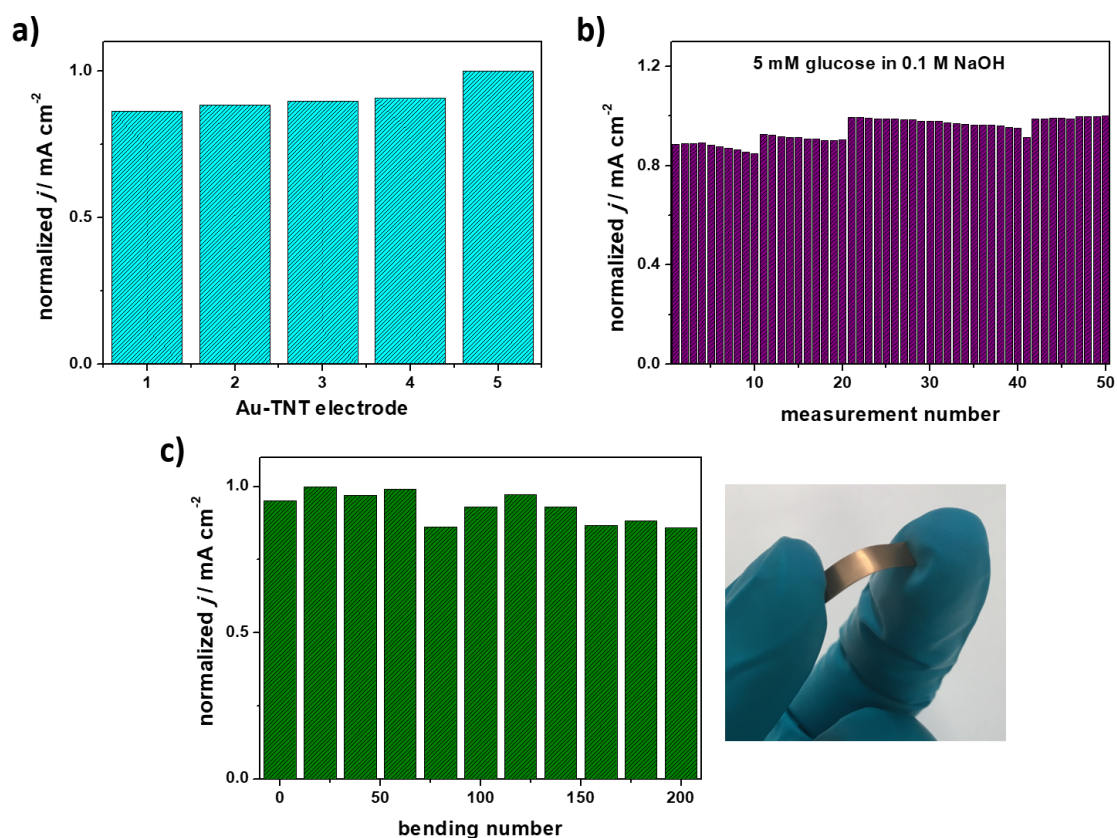 a)
normalized j / mA cm-2
1.0
0.5
0.0
1 2 3 4 5
Au-TNT electrode
b)
5 mM glucose in 0.1 M NaOH
normalized j / mA cm-2
1.2
0.8
0.4
0.0
10 20 30 40 50
measurement number
c)
normalized j / mA cm-2
1.0
0.5
0.0
0 50 100 150 200
bending number